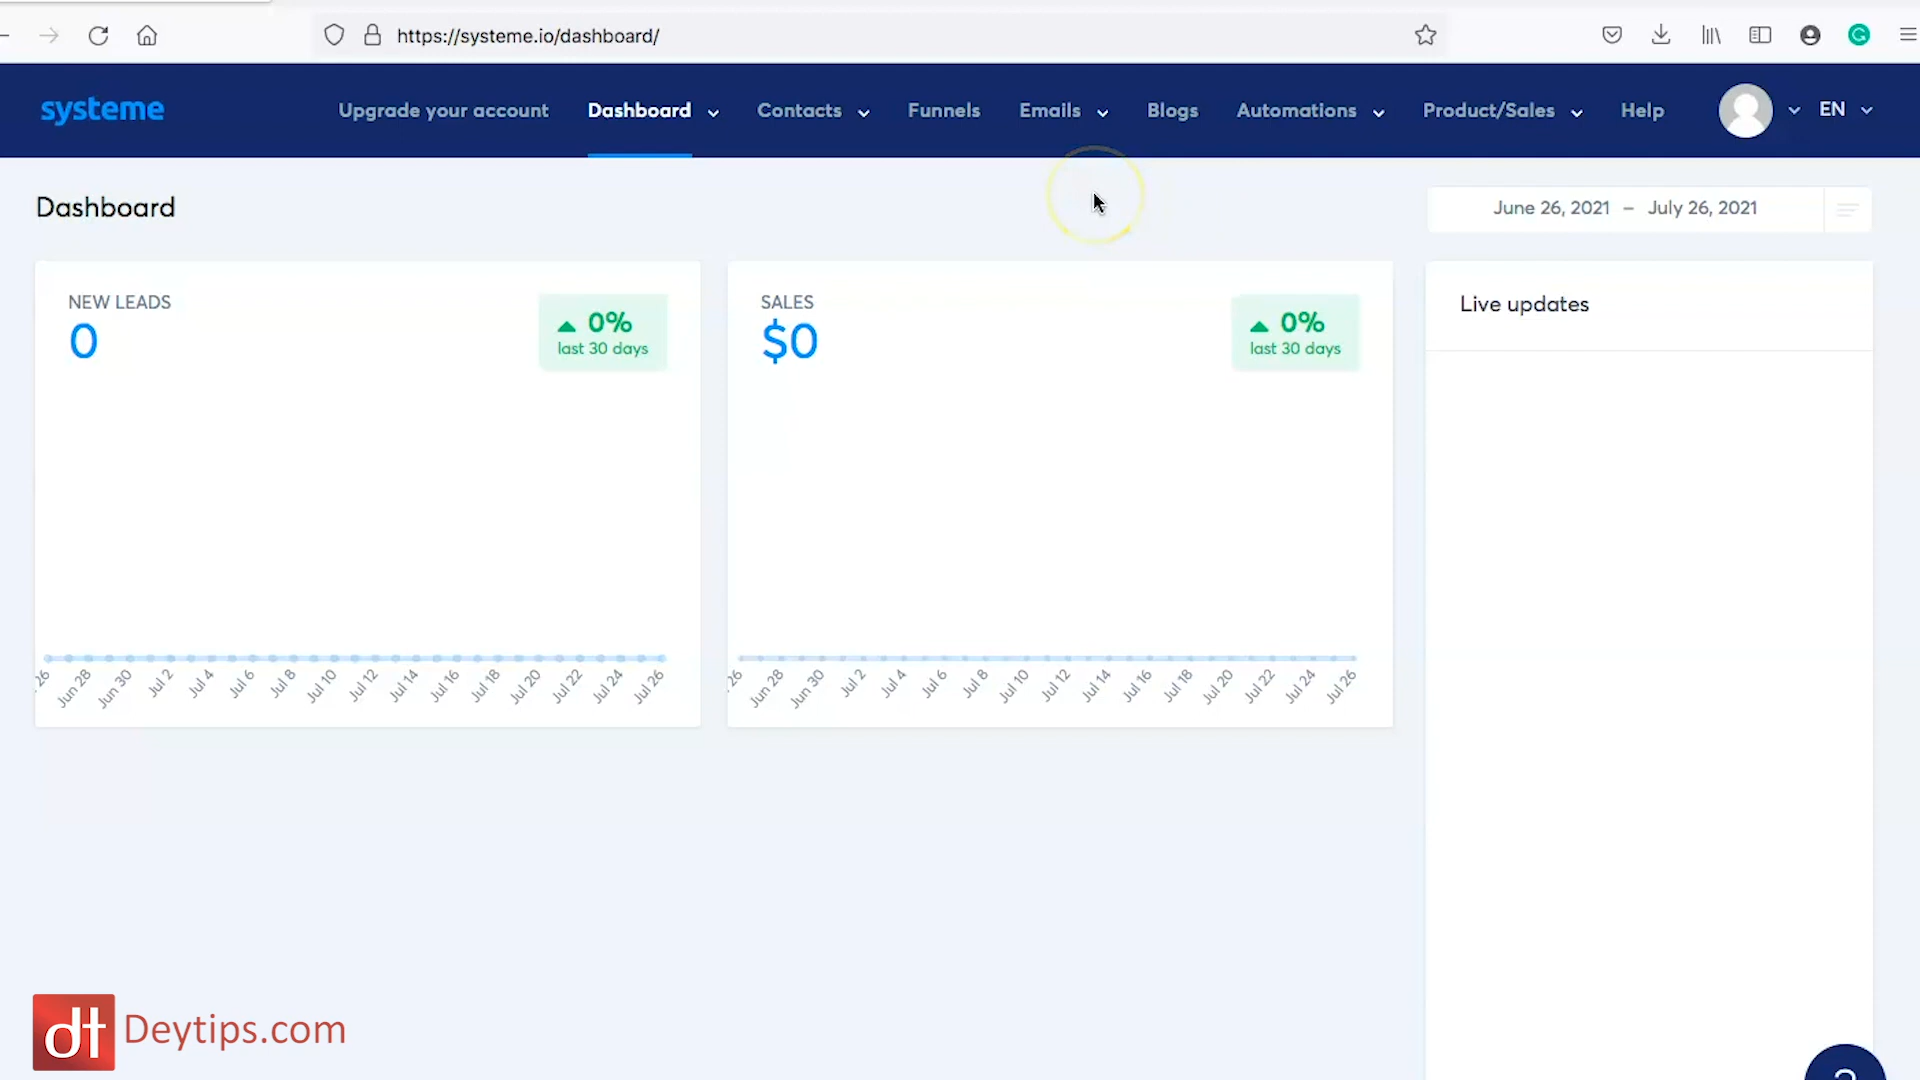 https://systeme.io/dashboard/
systeme
Upgrade your account
Dashboard
Contacts
Funnels
Emails
Blogs
Automations
Product/Sales
Help
EN
Dashboard
June 26, 2021 – July 26, 2021
NEW LEADS
0
0%
last 30 days
26 Jun 28 Jun 30 Jul 2 Jul 4 Jul 6 Jul 8 Jul 10 Jul 12 Jul 14 Jul 16 Jul 18 Jul 20 Jul 22 Jul 24 Jul 26
SALES
$0
0%
last 30 days
26 Jun 28 Jun 30 Jul 2 Jul 4 Jul 6 Jul 8 Jul 10 Jul 12 Jul 14 Jul 16 Jul 18 Jul 20 Jul 22 Jul 24 Jul 26
Live updates
dt Deytips.com
?